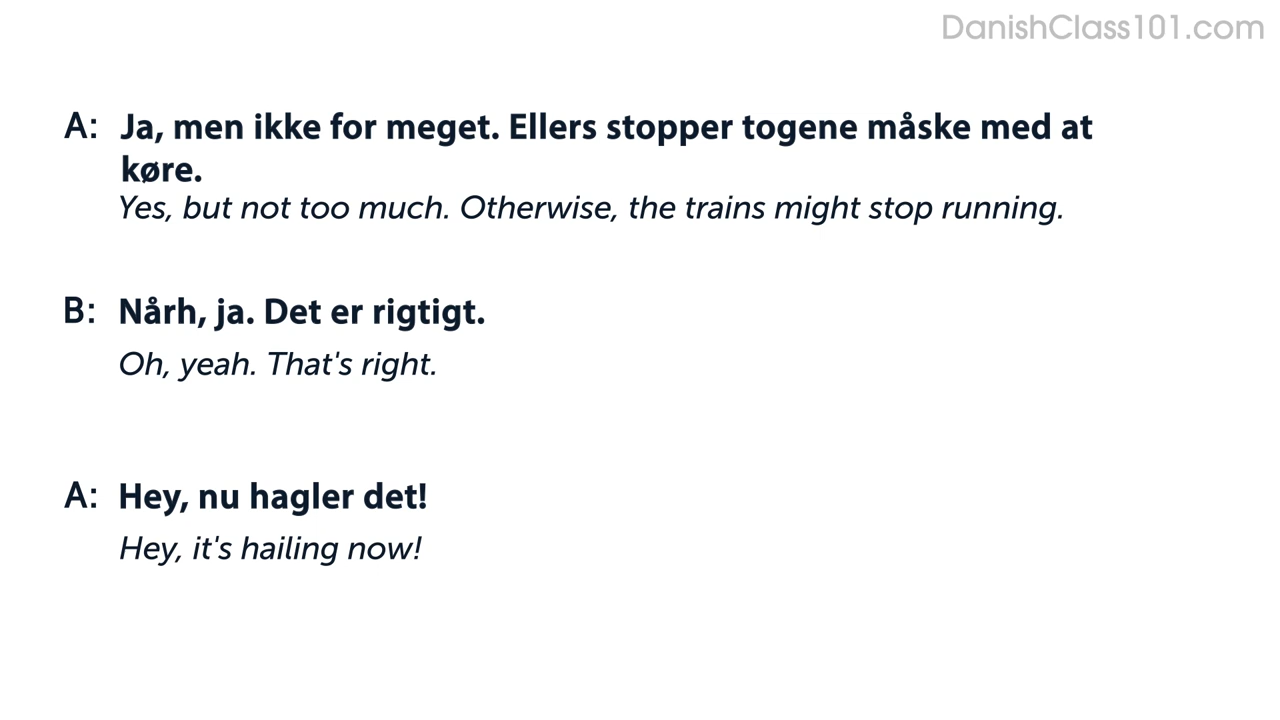 DanishClass101.com
A: Ja, men ikke for meget. Ellers stopper togene måske med at
køre.
Yes, but not too much. Otherwise, the trains might stop running.
B: Nårh, ja. Det er rigtigt.
Oh, yeah. That's right.
A: Hey, nu hagler det!
Hey, it's hailing now!